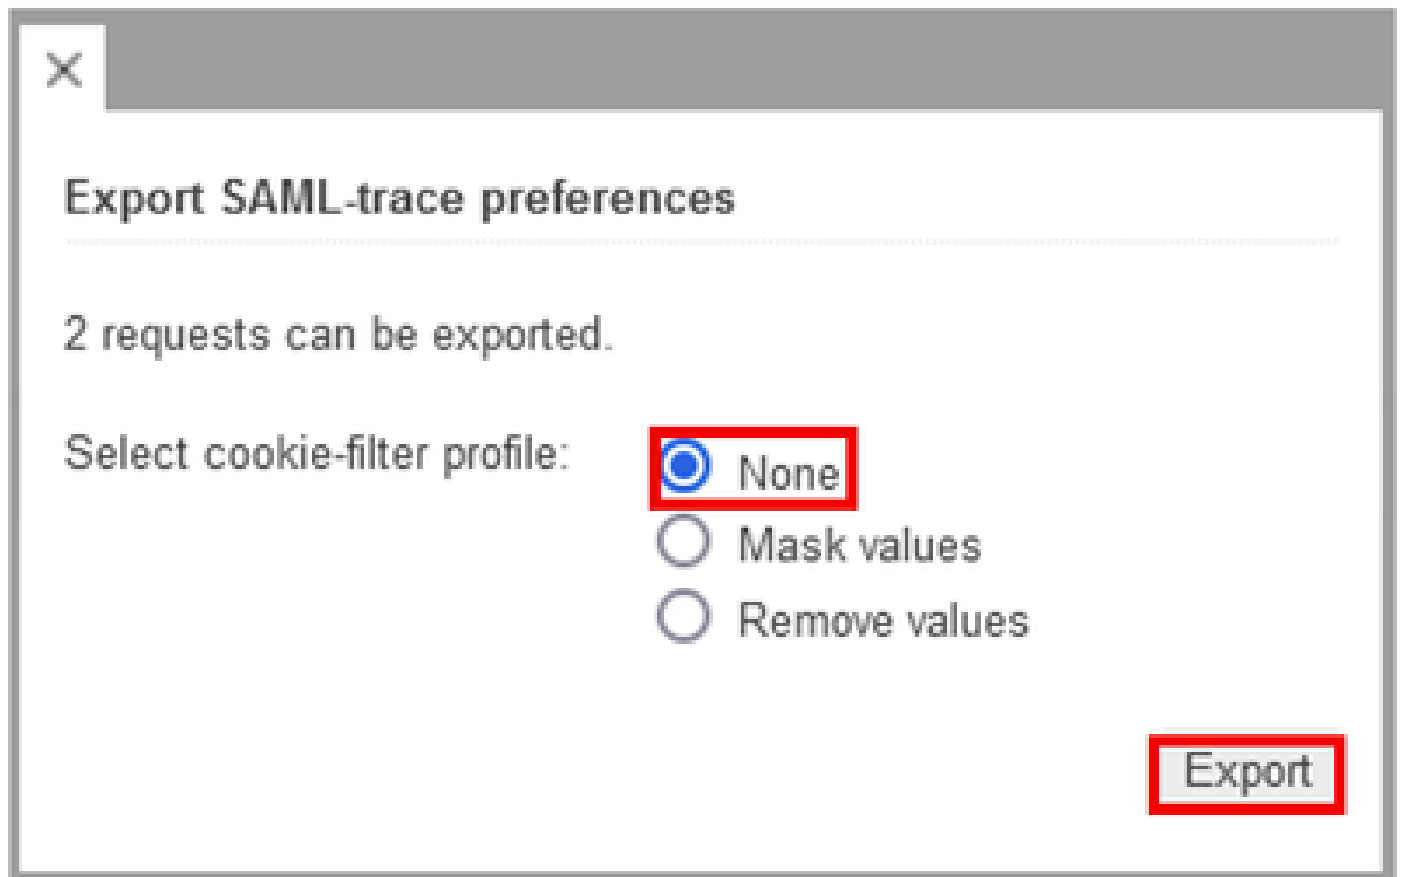 Export SAML-trace preferences
2 requests can be exported.
Select cookie-filter profile:
None
Mask values
Remove values
Export